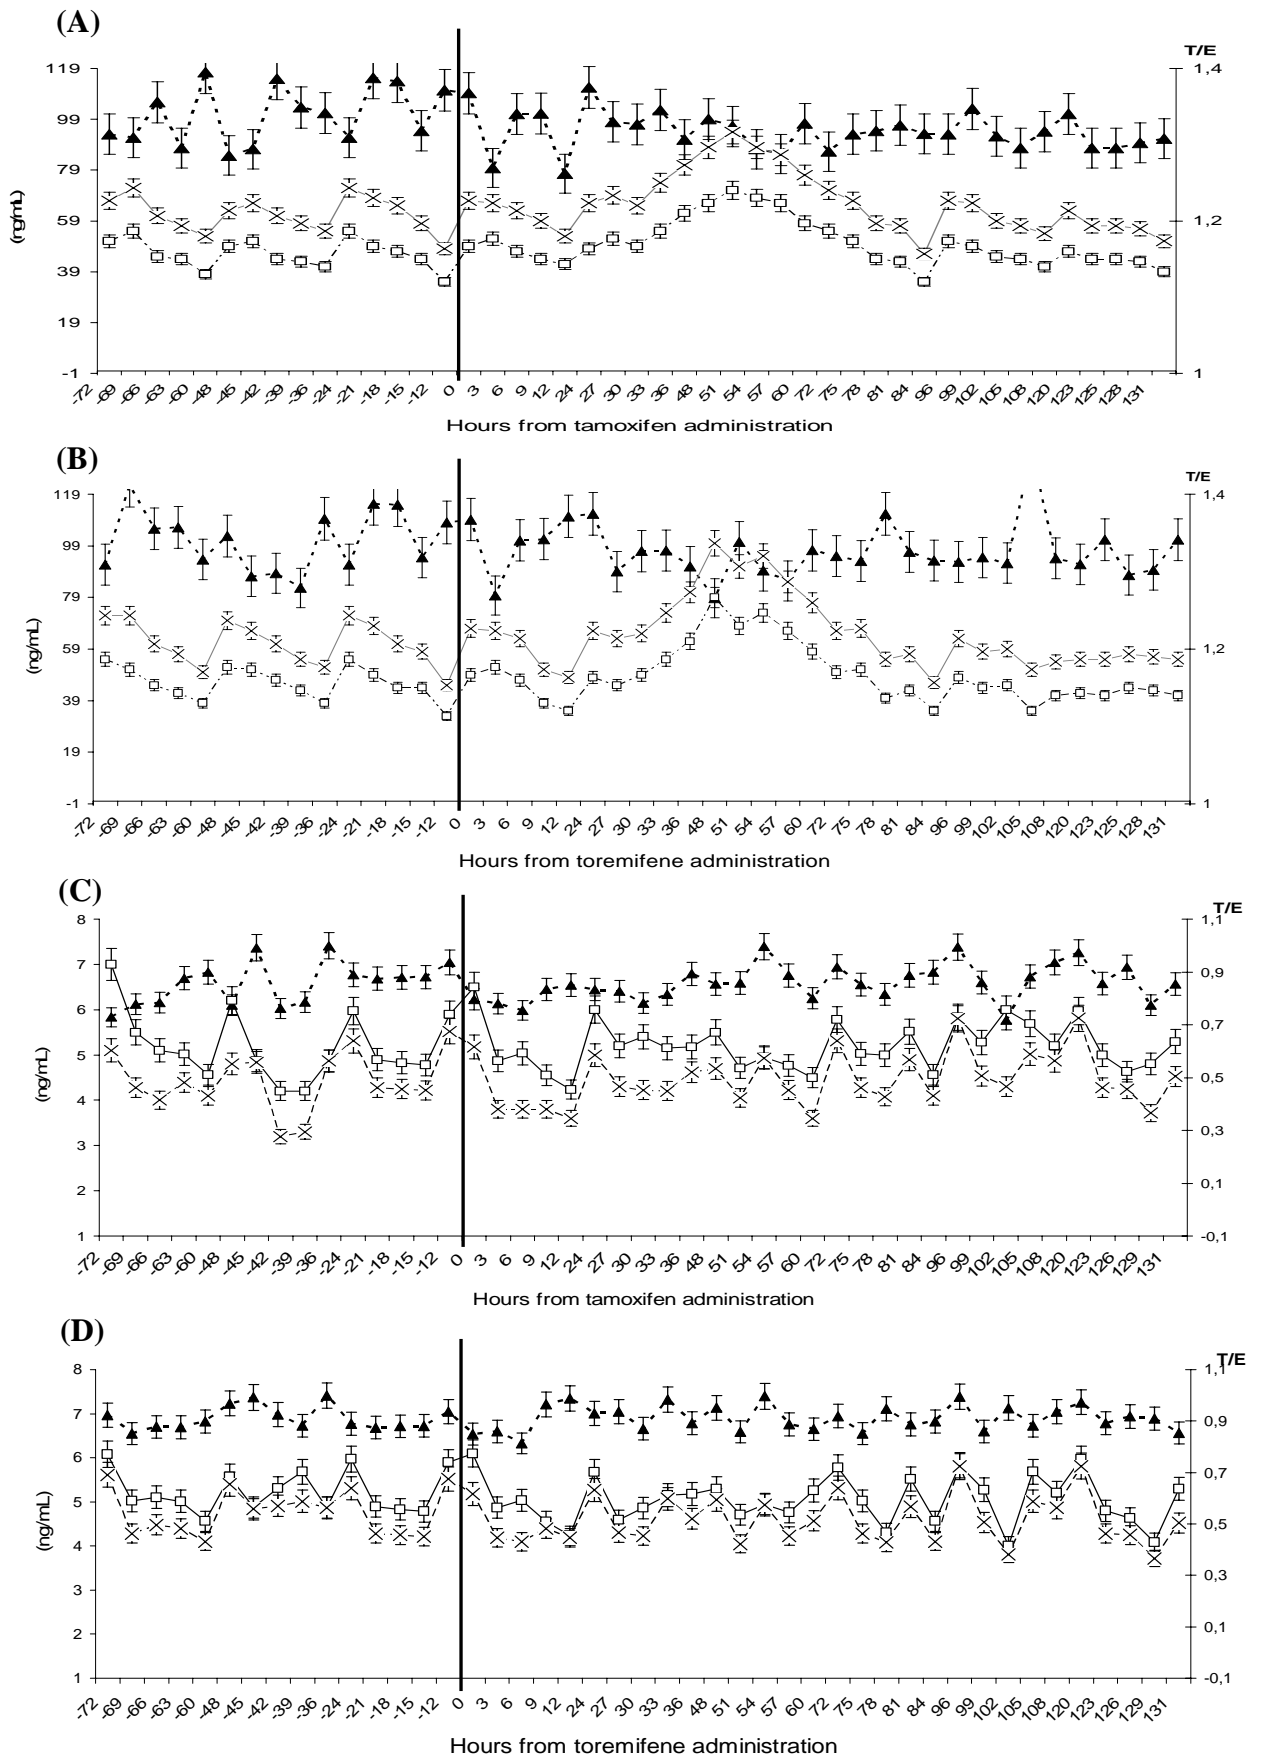 (A)
T/E
119
99
79
59
39
19
-1
(ng/mL)
1,4
1,2
1
-72 -69 -66 -63 -60 -48 -45 -42 -39 -36 -24 -21 -18 -15 -12 0 3 6 9 12 24 30 33 36 48 51 54 57 60 72 75 78 81 84 96 99 102 105 108 120 123 126 128 131
Hours from tamoxifen administration
(B)
T/E
119
99
79
59
39
19
-1
(ng/mL)
1,4
1,2
1
-72 -69 -66 -63 -60 -48 -45 -42 -39 -36 -24 -21 -18 -15 -12 0 3 6 9 12 24 30 33 36 48 51 54 57 60 72 75 78 81 84 96 99 102 105 108 120 123 125 128 131
Hours from toremifene administration
(C)
T/E
8
7
6
5
4
3
2
1
(ng/mL)
1,1
0,9
0,7
0,5
0,3
0,1
-0,1
-72 -69 -66 -63 -60 -48 -45 -42 -39 -36 -24 -21 -18 -15 -12 0 3 6 9 12 24 30 33 36 48 51 54 57 60 72 75 78 81 84 96 99 102 105 108 120 123 126 129 131
Hours from tamoxifen administration
(D)
T/E
8
7
6
5
4
3
2
1
(ng/mL)
1,1
0,9
0,7
0,5
0,3
0,1
-0,1
-72 -69 -66 -63 -60 -48 -45 -42 -39 -36 -24 -21 -18 -15 -12 0 3 6 9 12 24 30 33 36 48 51 54 57 60 72 75 78 81 84 96 99 102 105 108 120 123 126 129 131
Hours from toremifene administration